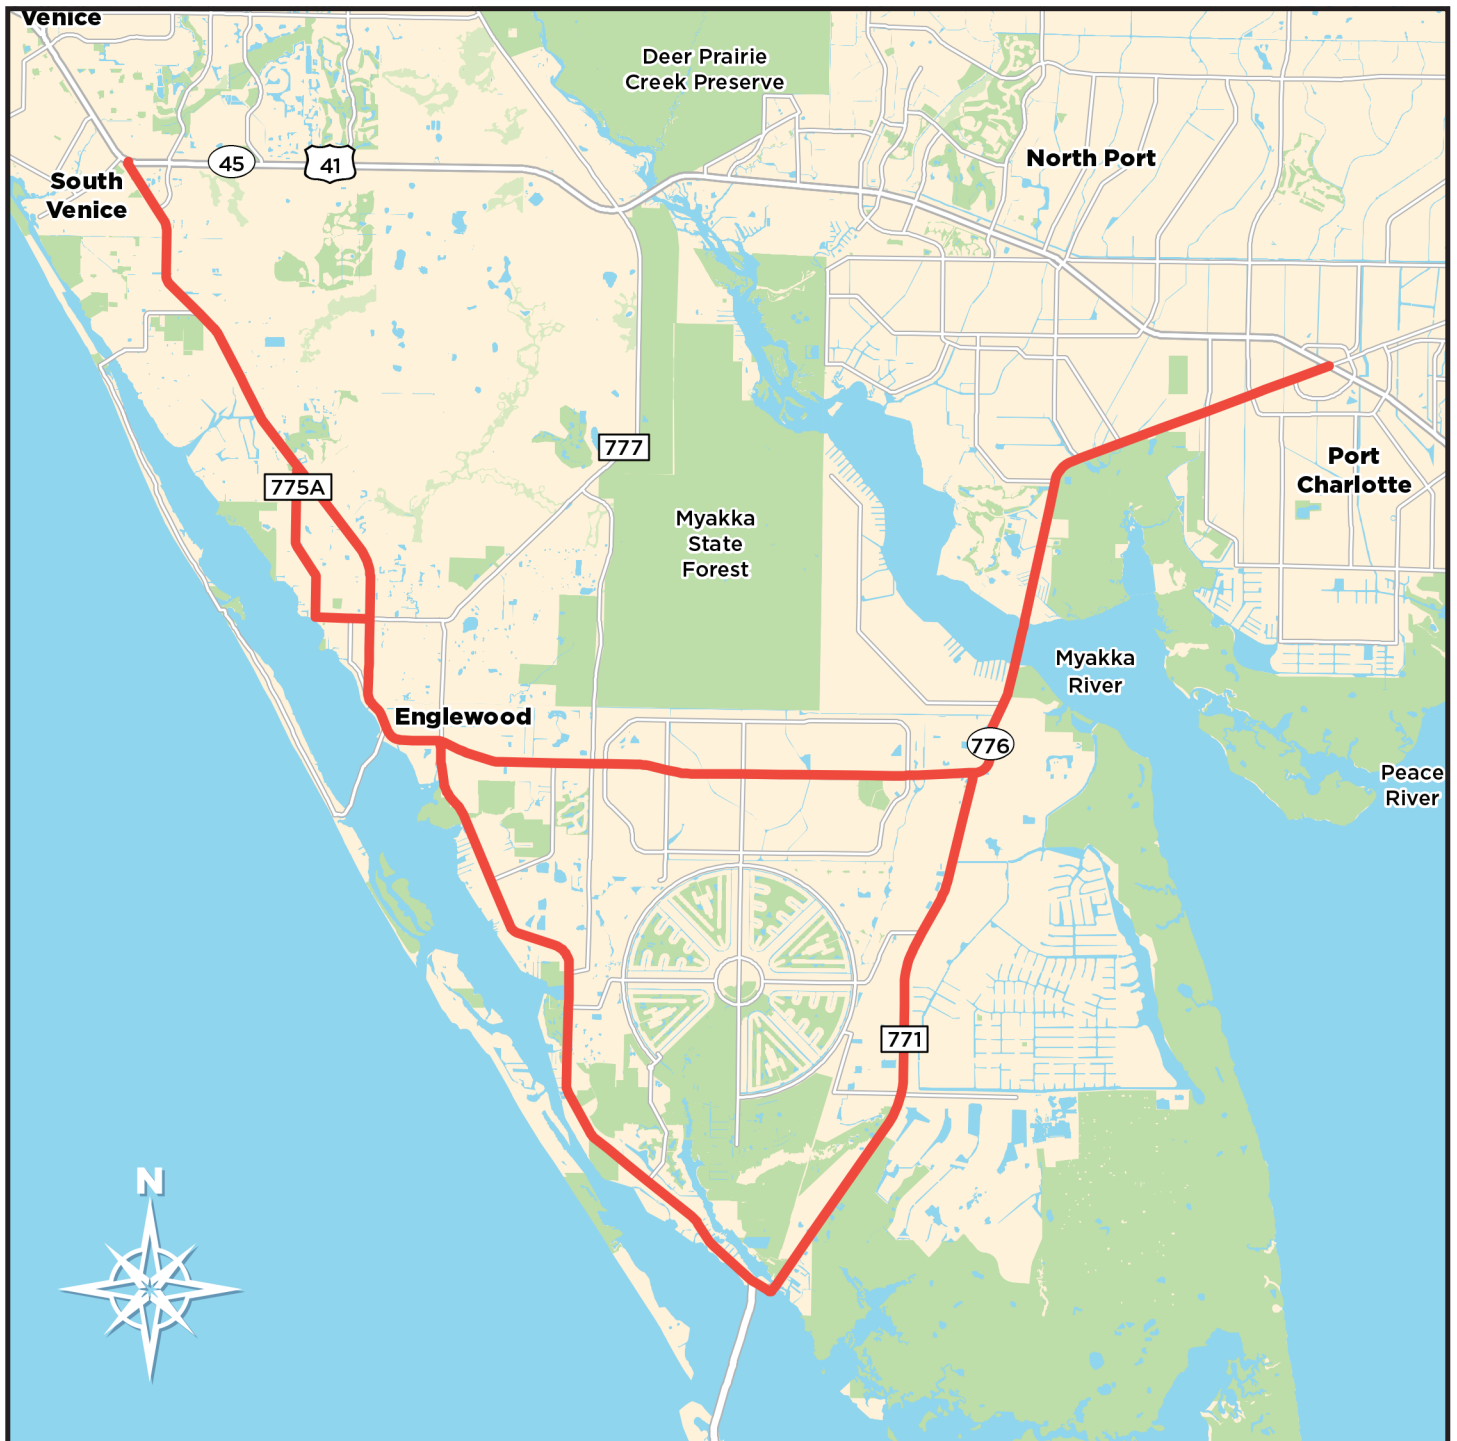 Venice
Deer Prairie
Creek Preserve
North Port
45
41
South
Venice
777
Port
Charlotte
775A
Myakka
State
Forest
Myakka
River
Englewood
776
Peace
River
771
N